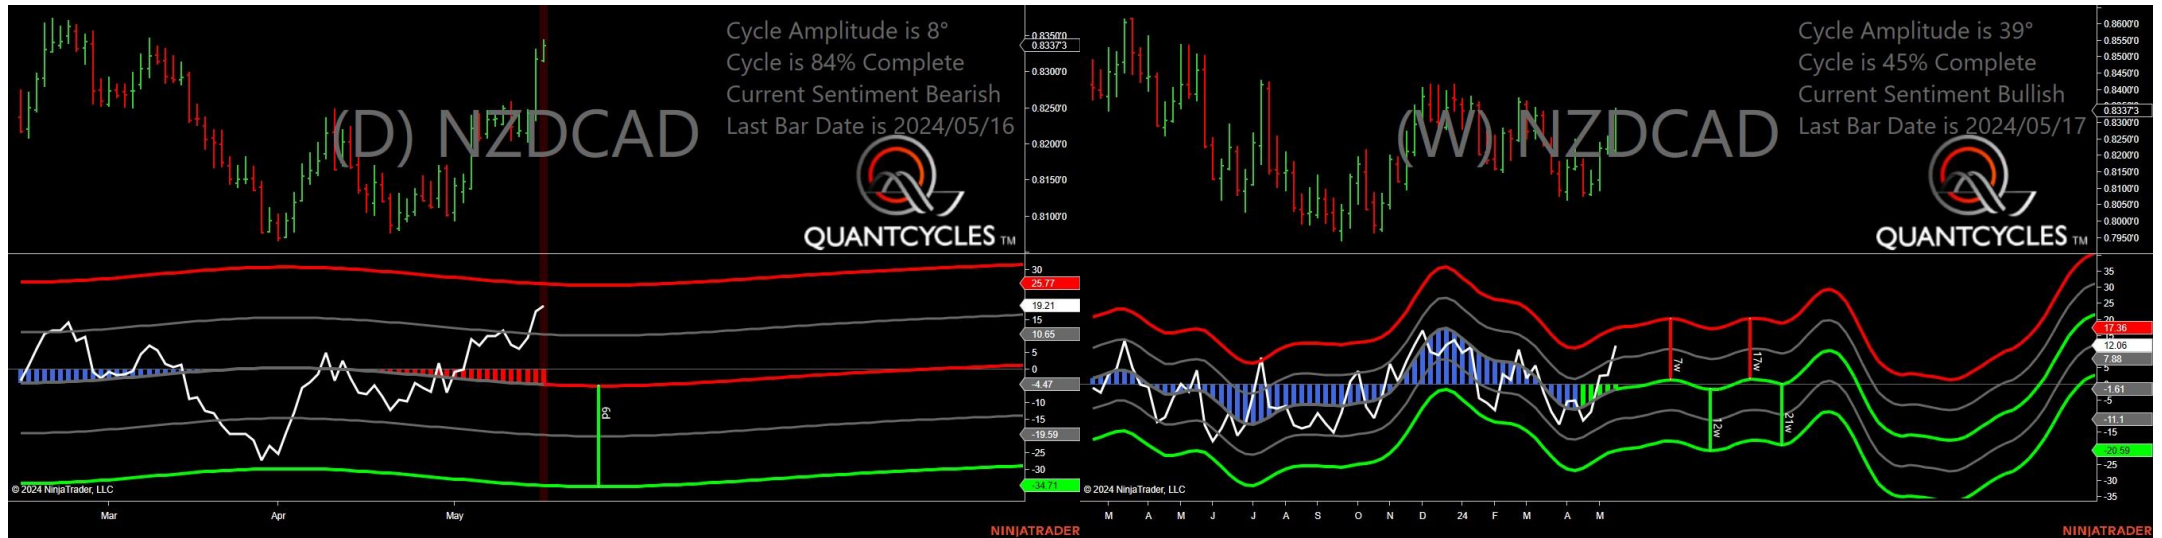 Cycle Amplitude is 8°
Cycle is 84% Complete
Current Sentiment Bearish
Last Bar Date is 2024/05/16
(D) NZDCAD
QUANTCYCLES TM
0.8350'0
0.8337'3
0.8300'0
0.8250'0
0.8200'0
0.8150'0
0.8100'0
30
25.77
19.21
15
10.65
5
0
-4.47
-10
-15
-19.59
-25
-30
-34.71
6d
© 2024 NinjaTrader, LLC
Mar
Apr
May
NINJATRADER
Cycle Amplitude is 39°
Cycle is 45% Complete
Current Sentiment Bullish
Last Bar Date is 2024/05/17
(W) NZDCAD
QUANTCYCLES TM
0.8600'0
0.8550'0
0.8500'0
0.8450'0
0.8400'0
0.8337'3
0.8300'0
0.8250'0
0.8200'0
0.8150'0
0.8100'0
0.8050'0
0.8000'0
0.7950'0
35
30
25
20
17.36
12.06
7.88
5
-1.61
-5
-11.1
-15
-20.59
-25
-30
-35
7w
17w
12w
21w
© 2024 NinjaTrader, LLC
M A M J J A S O N D 24 F M A M
NINJATRADER